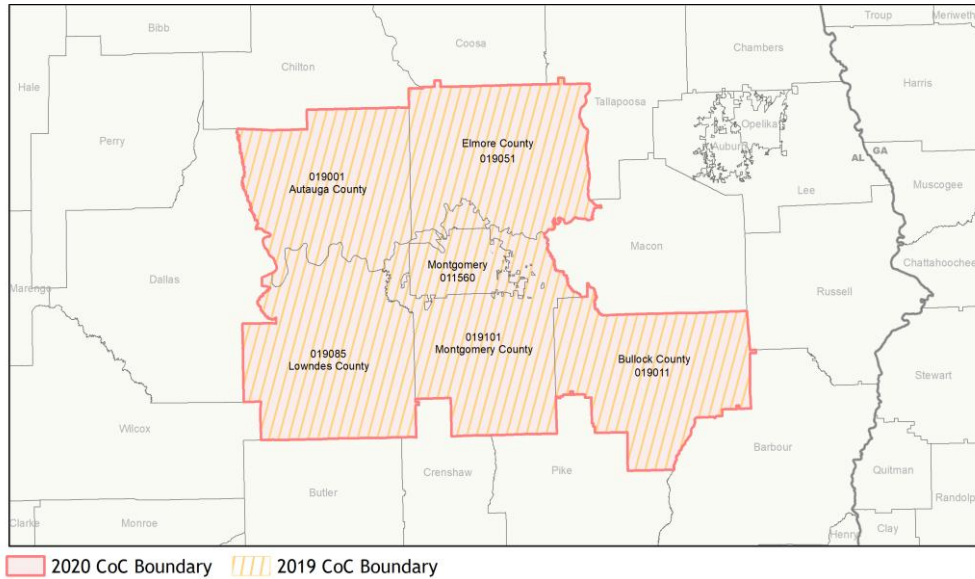 Troup
Meriweth
Bibb
Coosa
Chambers
Chilton
Hale
Harris
Tallapoosa
Opelika
Perry
Elmore County
019051
Auburn
AL
GA
019001
Autauga County
Lee
Muscogee
Macon
Montgomery
011560
Chattahoochee
Dallas
Marengo
Russell
019101
Montgomery County
019085
Lowndes County
Bullock County
019011
Stewart
Wilcox
Barbour
Crenshaw
Pike
Quitman
Butler
Randolp
Clarke
Monroe
Henry
Clay
2020 CoC Boundary
2019 CoC Boundary